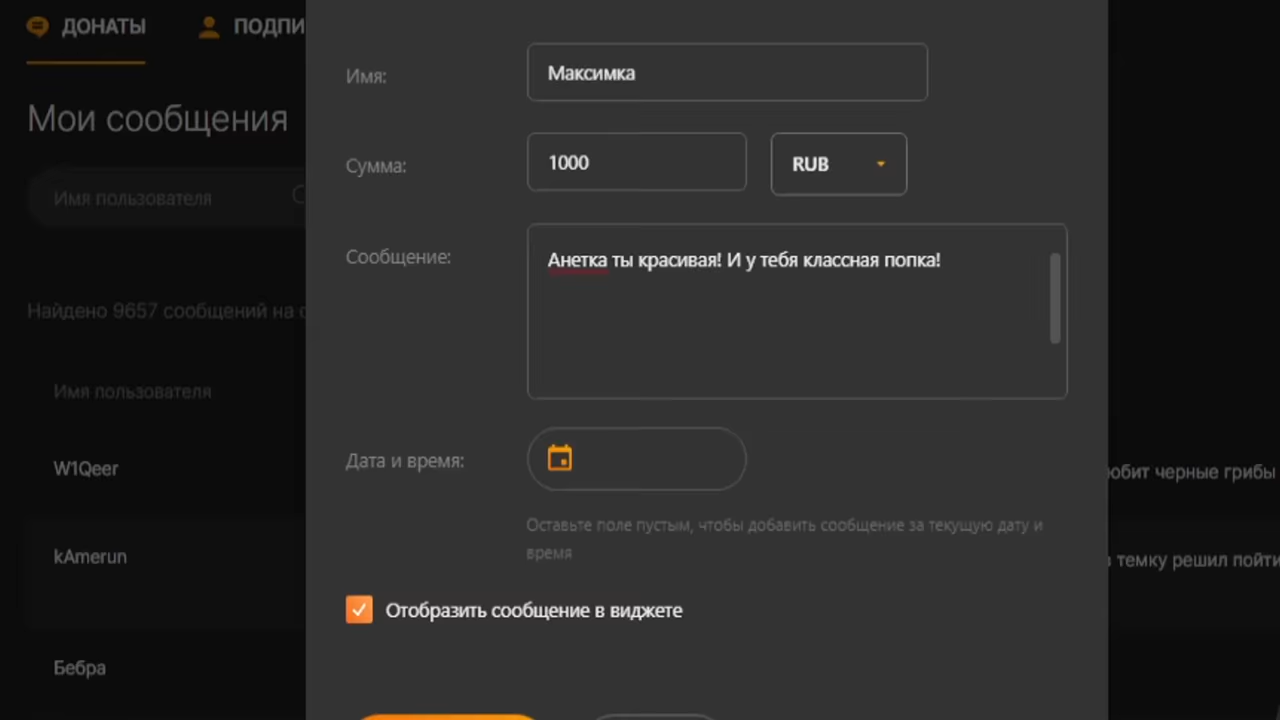 ДОНАТЫ
ПОДПИ
Мои сообщения
Имя пользователя
Найдено 9657 сообщений на
Имя пользователя
W1Qeer
kAmerun
Бебра
Имя:
Максимка
Сумма:
1000
RUB
Сообщение:
Анетка ты красивая! И у тебя классная попка!
Дата и время:
Оставьте поле пустым, чтобы добавить сообщение за текущую дату и
время
Отобразить сообщение в виджете
юбит черные грибы
темку решил пойти